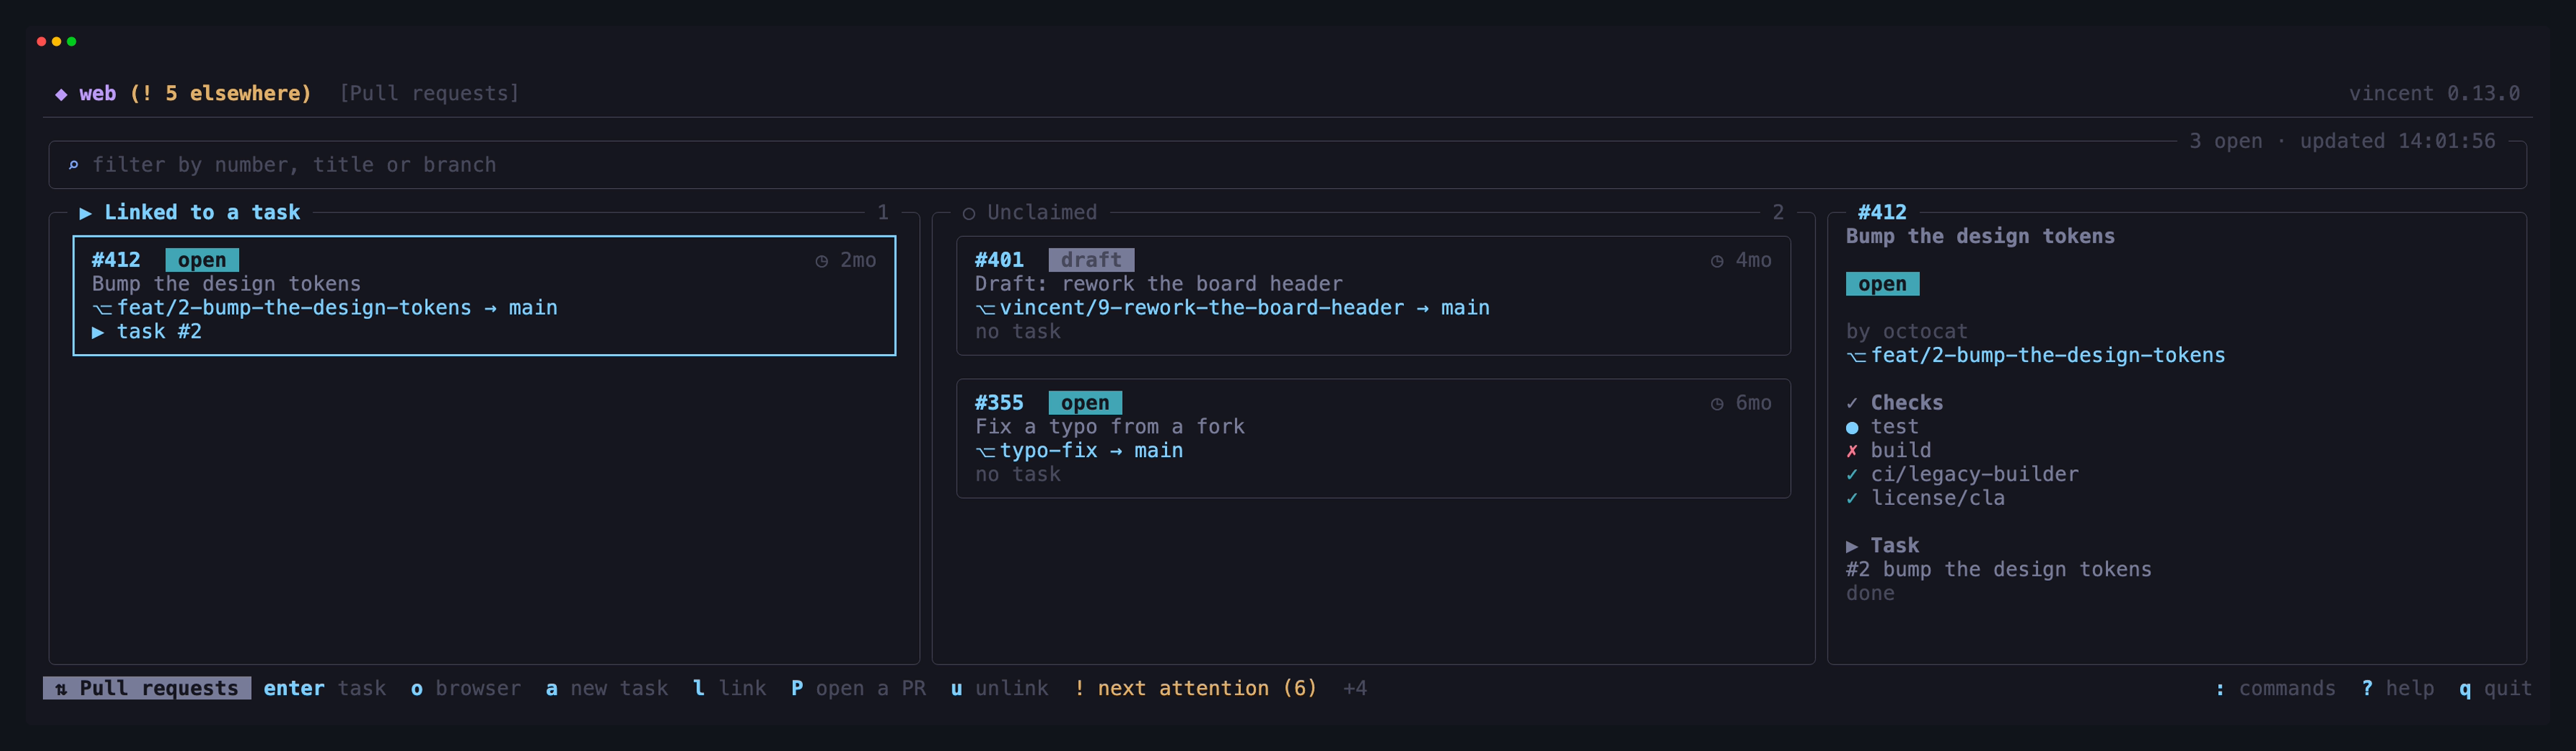 ◆ web (! 5 elsewhere) [Pull requests] vincent 0.13.0
3 open · updated 14:01:56
⌕ filter by number, title or branch
▶ Linked to a task 1
#412 open ◷ 2mo
Bump the design tokens
⌥feat/2-bump-the-design-tokens → main
▶ task #2
○ Unclaimed 2
#401 draft ◷ 4mo
Draft: rework the board header
⌥vincent/9-rework-the-board-header → main
no task
#355 open ◷ 6mo
Fix a typo from a fork
⌥typo-fix → main
no task
#412
Bump the design tokens
open
by octocat
⌥feat/2-bump-the-design-tokens
✓ Checks
● test
✗ build
✓ ci/legacy-builder
✓ license/cla
▶ Task
#2 bump the design tokens
done
⇅ Pull requests enter task o browser a new task l link P open a PR u unlink ! next attention (6) +4 : commands ? help q quit